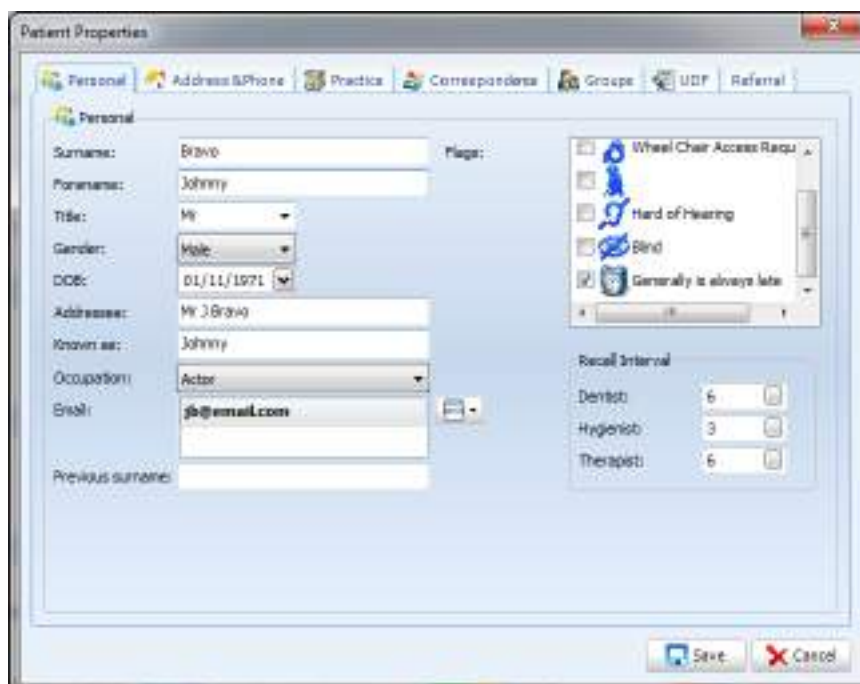 Patient Properties
Personal Address & Phone Practice Correspondence Groups UDF Referral
Personal
Surname: Bravo
Forename: Johnny
Title: Mr
Gender: Male
DOB: 01/11/1971
Addressee: Mr J Bravo
Known as: Johnny
Occupation: Actor
Email: jb@email.com
Previous surname:
Flags:
Wheel Chair Access Requ
Hard of Hearing
Blind
Generally is always late
Recall Interval
Dentist: 6
Hygienist: 3
Therapist: 6
Save Cancel